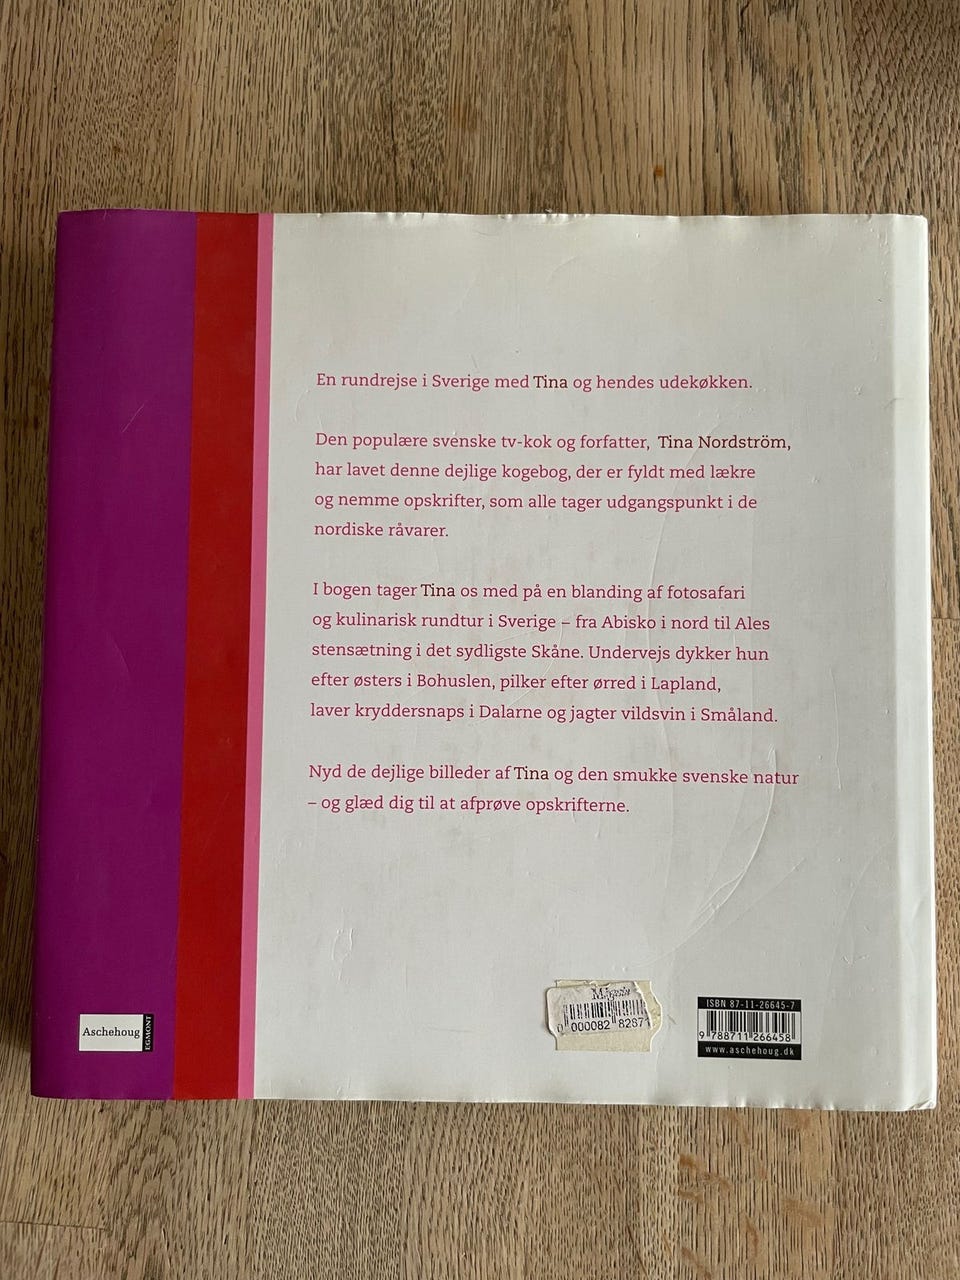 En rundrejse i Sverige med Tina og hendes udekøkken.
Den populære svenske tv-kok og forfatter, Tina Nordström,
har lavet denne dejlige kogebog, der er fyldt med lækre
og nemme opskrifter, som alle tager udgangspunkt i de
nordiske råvarer.
I bogen tager Tina os med på en blanding af fotosafari
og kulinarisk rundtur i Sverige – fra Abisko i nord til Ales
stensætning i det sydligste Skåne. Undervejs dykker hun
efter østers i Bohuslen, pilker efter ørred i Lapland,
laver kryddersnaps i Dalarne og jagter vildsvin i Småland.
Nyd de dejlige billeder af Tina og den smukke svenske natur
– og glæd dig til at afprøve opskrifterne.
Aschehoug
EGMONT
0 000082 8287
ISBN 87-11-26645-7
9 788711 266458
www.aschehoug.dk